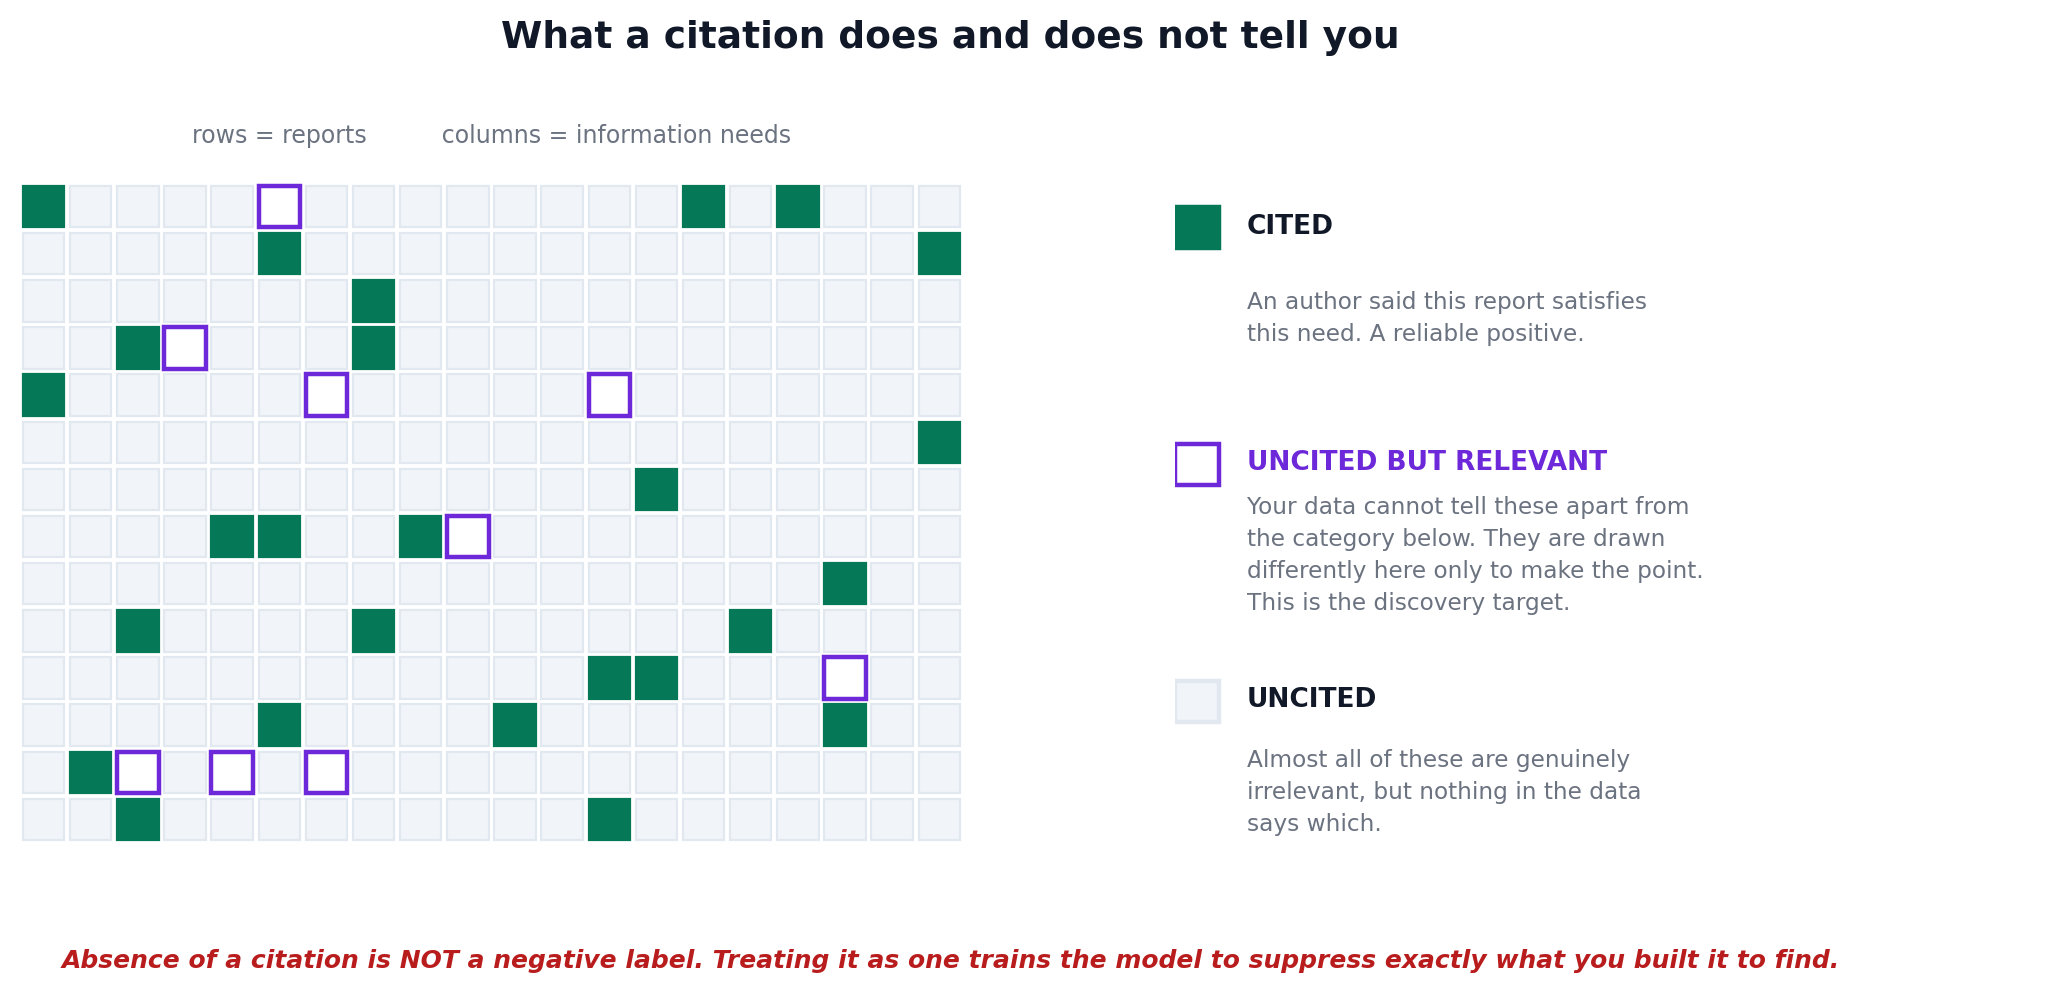 What a citation does and does not tell you
rows = reports
columns = information needs
CITED
An author said this report satisfies
this need. A reliable positive.
UNCITED BUT RELEVANT
Your data cannot tell these apart from
the category below. They are drawn
differently here only to make the point.
This is the discovery target.
UNCITED
Almost all of these are genuinely
irrelevant, but nothing in the data
says which.
Absence of a citation is NOT a negative label. Treating it as one trains the model to suppress exactly what you built it to find.